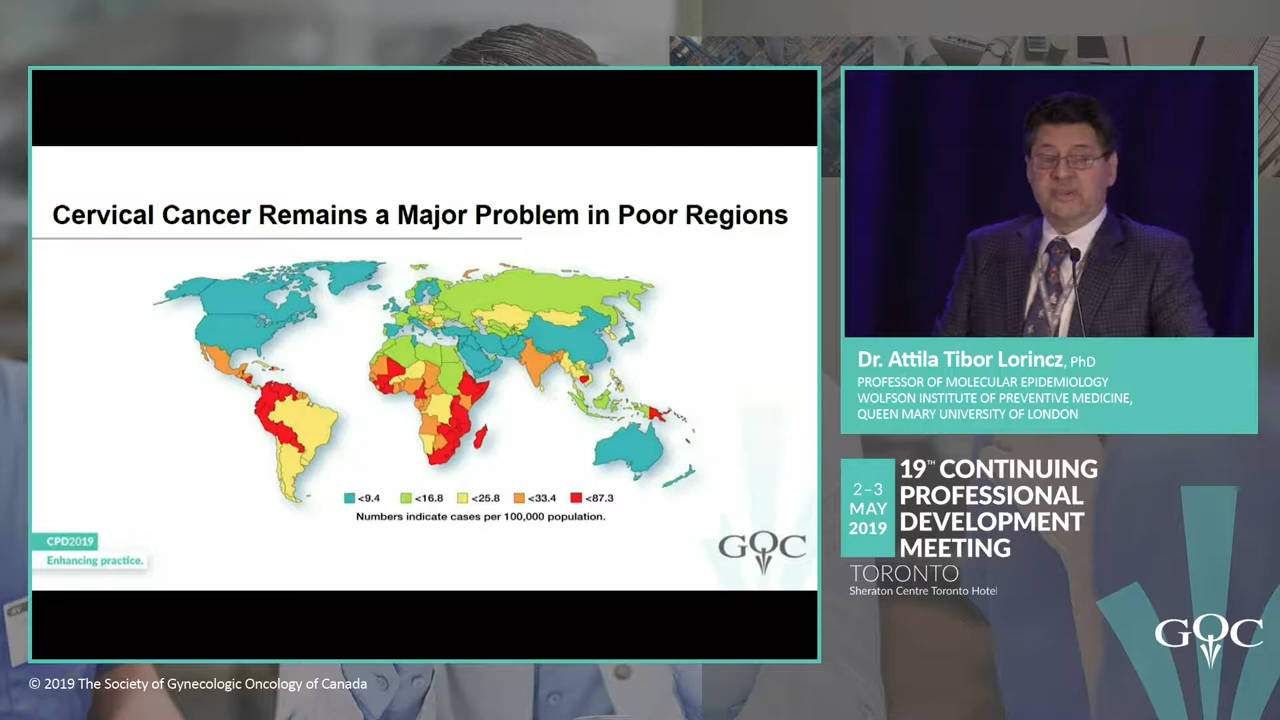 Cervical Cancer Remains a Major Problem in Poor Regions
<9.4 <16.8 <25.8 <33.4 <87.3
Numbers indicate cases per 100,000 population.
CPD2019
Enhancing practice.
GOC
Dr. Attila Tibor Lorincz, PhD
PROFESSOR OF MOLECULAR EPIDEMIOLOGY
WOLFSON INSTITUTE OF PREVENTIVE MEDICINE,
QUEEN MARY UNIVERSITY OF LONDON
2–3
MAY
2019
19TH CONTINUING
PROFESSIONAL
DEVELOPMENT
MEETING
TORONTO
Sheraton Centre Toronto Hotel
GOC
© 2019 The Society of Gynecologic Oncology of Canada